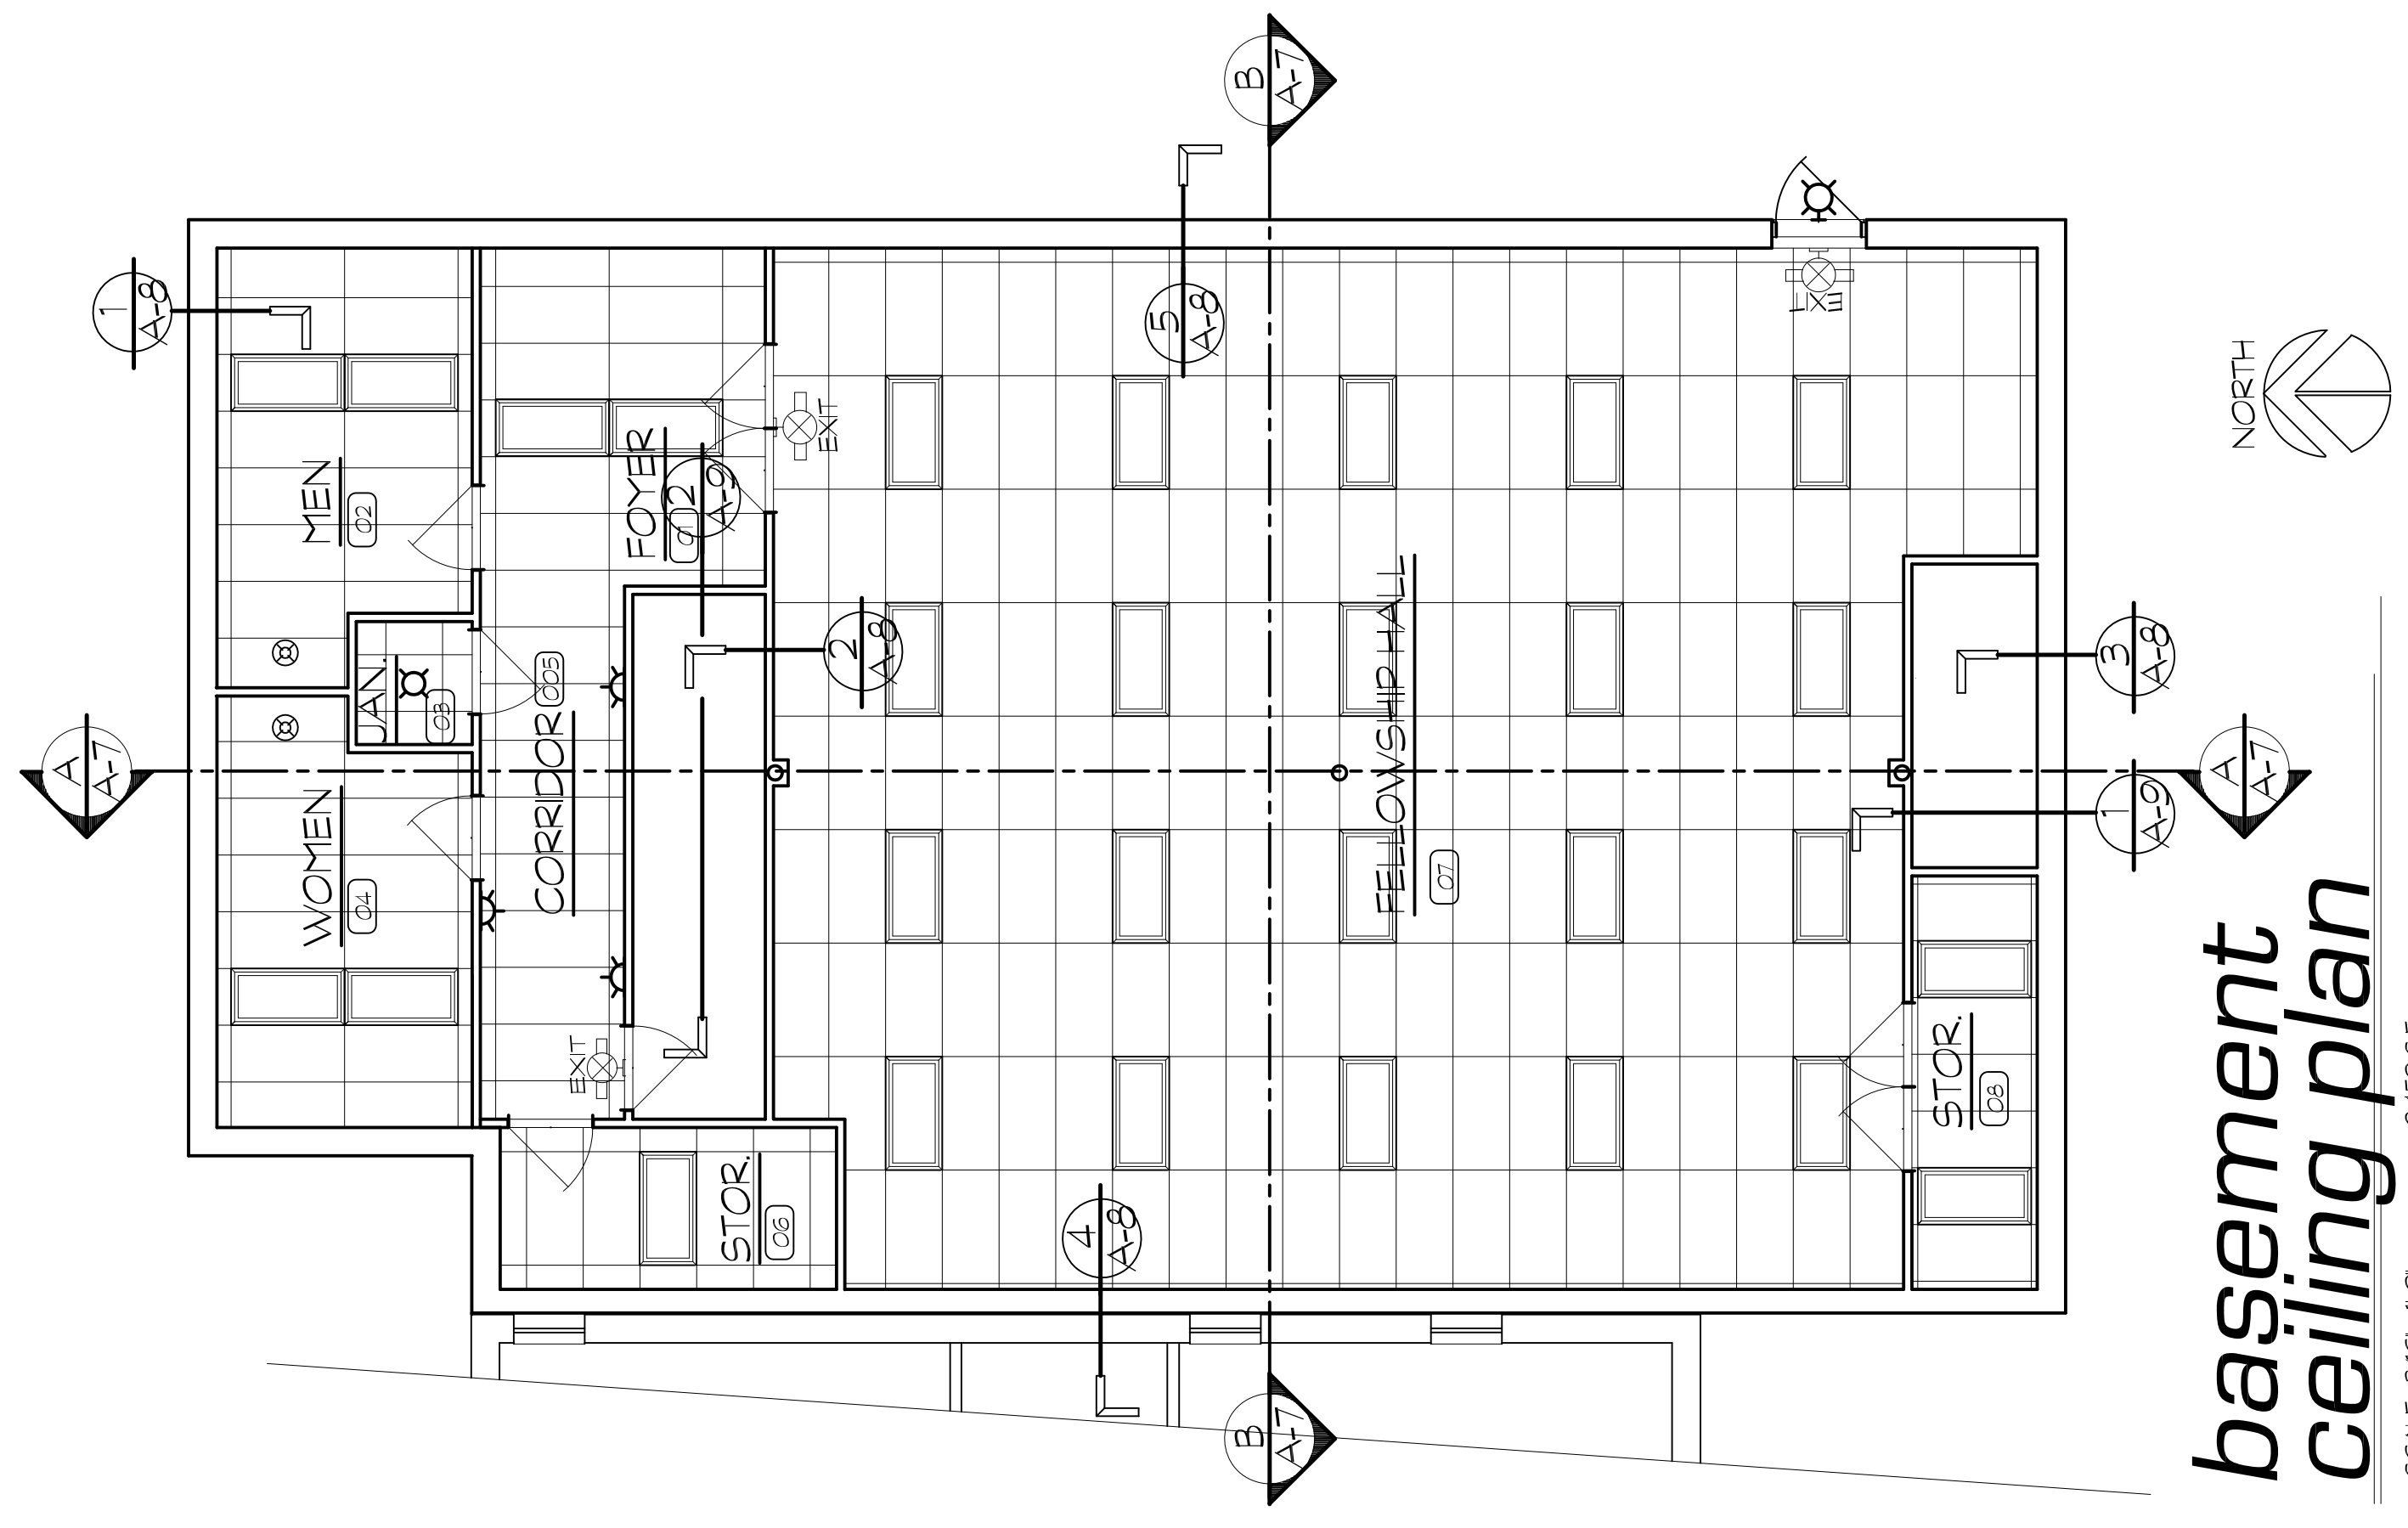 B
A-7
1
A-8
5
A-8
EXIT
NORTH
EXIT
MEN
02
FOYER
01
2
A-9
JAN.
03
005
2
A-8
3
A-8
A
A-7
CORRIDOR
FELLOWSHIP HALL
07
A
A-7
1
A-9
WOMEN
04
EXIT
STOR.
08
STOR.
06
4
A-8
B
A-7
basement
ceiling plan